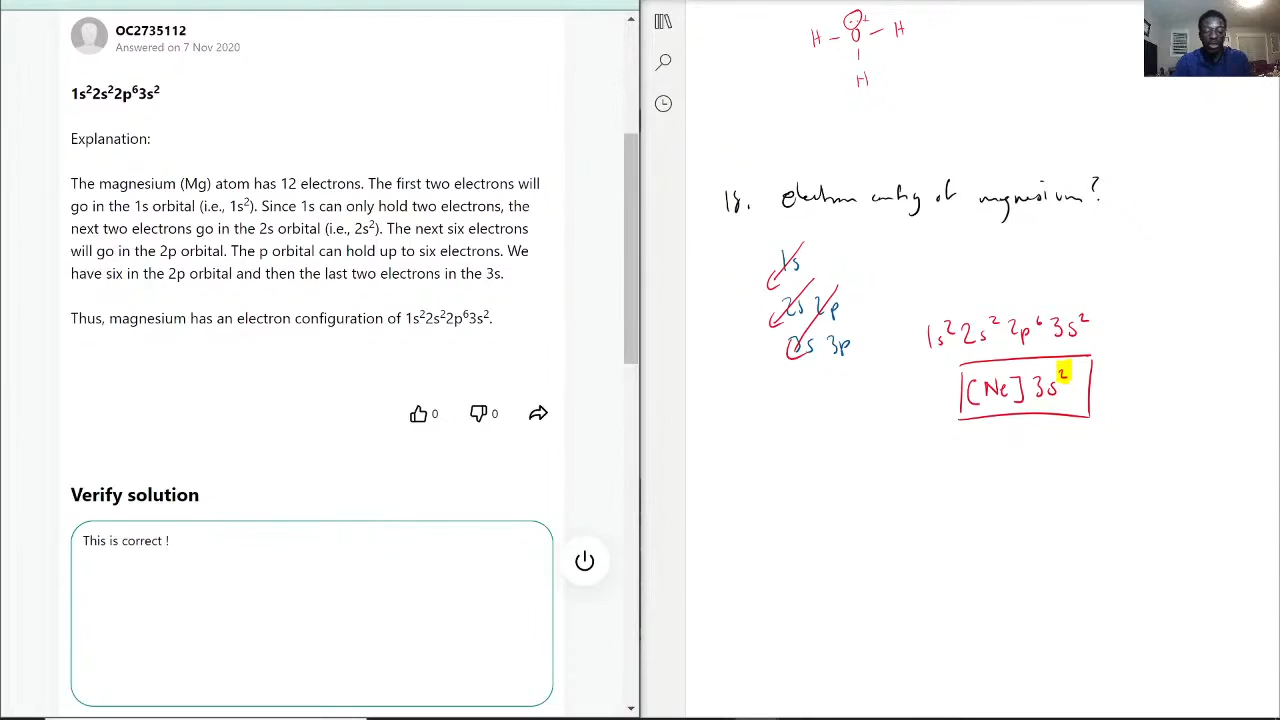 OC2735112
Answered on 7 Nov 2020
1s²2s²2p⁶3s²
Explanation:
The magnesium (Mg) atom has 12 electrons. The first two electrons will
go in the 1s orbital (i.e., 1s²). Since 1s can only hold two electrons, the
next two electrons go in the 2s orbital (i.e., 2s²). The next six electrons
will go in the 2p orbital. The p orbital can hold up to six electrons. We
have six in the 2p orbital and then the last two electrons in the 3s.
Thus, magnesium has an electron configuration of 1s²2s²2p⁶3s².
0 0
Verify solution
This is correct !
H - O - H
+
H
18. electron config of magnesium?
1s
2s 2p
3s 3p
1s² 2s² 2p⁶ 3s²
[Ne] 3s²